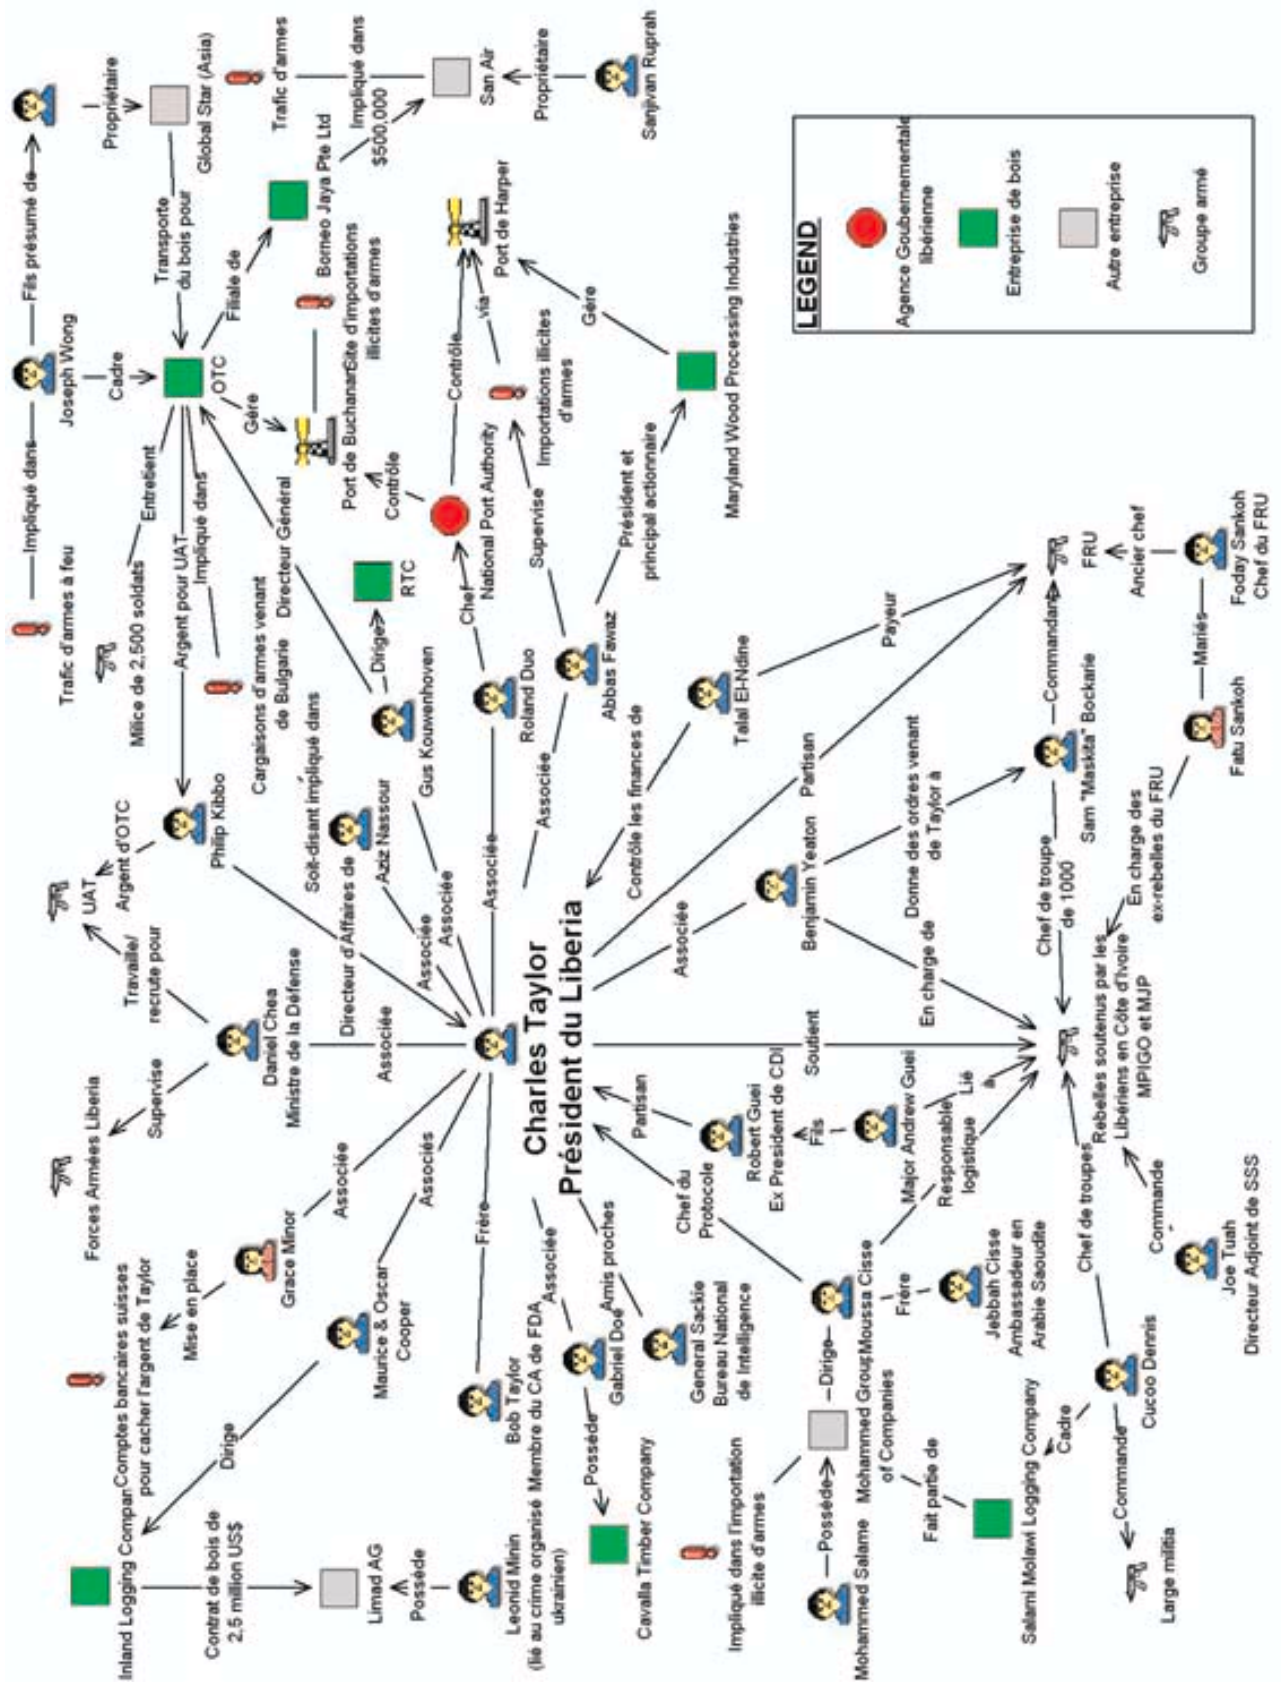 Inland Logging Compan
Contrat de bois de
2,5 million US$
Limad AG
Possède
Leonid Minin
(lié au crime organisé
ukrainien)
Dirige
Comptes bancaires suisses
pour cacher l'argent de Taylor
Mise en place
Grace Minor
Associée
Maurice & Oscar
Cooper
Associés
Bob Taylor
Membre du CA de FDA
Frère
Forces Armées Liberia
Supervise
Daniel Chea
Ministre de la Défense
Associée
Travaille/
recrute pour
UAT
Argent d'OTC
Philip Kibbo
Directeur d'Affaires de
Argent pour UAT
Milice de 2,500 soldats
Entretient
Trafic d'armes à feu
Impliqué dans
Joseph Wong
Fils présumé de
Cadre
OTC
Propriétaire
Global Star (Asia)
Transporte
du bois pour
Filiale de
Borneo Jaya Pte Ltd
$500,000
Trafic d'armes
Impliqué dans
San Air
Propriétaire
Sanjivan Ruprah
Impliqué dans
Cargaisons d'armes venant
de Bulgarie
Directeur Général
Gère
Port de Buchanan
Site d'importations
illicites d'armes
Contrôle
National Port Authority
Contrôle
Port de Harper
via
Importations illicites
d'armes
Supervise
Gère
Maryland Wood Processing Industries
Président et
principal actionnaire
Soit-disant impliqué dans
Aziz Nassour
Associée
Gus Kouwenhoven
Associée
Dirige
RTC
Roland Duo
Chef
Associée
Abbas Fawaz
Associée
Charles Taylor
Président du Liberia
Talal El-Ndine
Contrôle les finances de
Payeur
Partisan
Benjamin Yeaton
Associée
Donne des ordres venant
de Taylor à
En charge de
Sam "Maskita" Bockarie
Commandant
Chef de troupe
de 1000
FRU
Ancier chef
Foday Sankoh
Chef du FRU
Mariés
Fatu Sankoh
En charge des
ex-rebelles du FRU
Rebelles soutenus par les
Libériens en Côte d'Ivoire
MPIGO et MJP
Soutient
Robert Guei
Ex President de CDI
Partisan
Fils
Major Andrew Guei
Lié
à
Responsable
logistique
Chef du
Protocole
Moussa Cisse
Frère
Jebbah Cisse
Ambassadeur en
Arabie Saoudite
Gabriel Doe
Associée
Possède
Cavalla Timber Company
General Sackie
Bureau National
de Intelligence
Amis proches
Impliqué dans l'importation
illicite d'armes
Mohammed Salame
Possède
Mohammed Group
of Companies
Dirige
Fait partie de
Salami Molawi Logging Company
Cadre
Cucoo Dennis
Commande
Large militia
Chef de troupes
Commande
Joe Tuah
Directeur Adjoint de SSS
LEGEND
Agence Goubernementale
libérienne
Entreprise de bois
Autre entreprise
Groupe armé